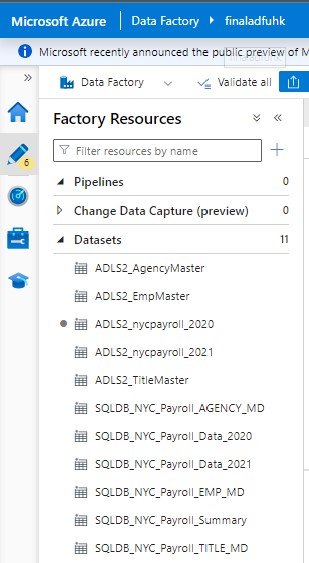 Microsoft Azure Data Factory finaladfuhk
Microsoft recently announced the public preview of M
Data Factory Validate all
6
Factory Resources
Filter resources by name
Pipelines 0
Change Data Capture (preview) 0
Datasets 11
ADLS2_AgencyMaster
ADLS2_EmpMaster
ADLS2_nycpayroll_2020
ADLS2_nycpayroll_2021
ADLS2_TitleMaster
SQLDB_NYC_Payroll_AGENCY_MD
SQLDB_NYC_Payroll_Data_2020
SQLDB_NYC_Payroll_Data_2021
SQLDB_NYC_Payroll_EMP_MD
SQLDB_NYC_Payroll_Summary
SQLDB_NYC_Payroll_TITLE_MD